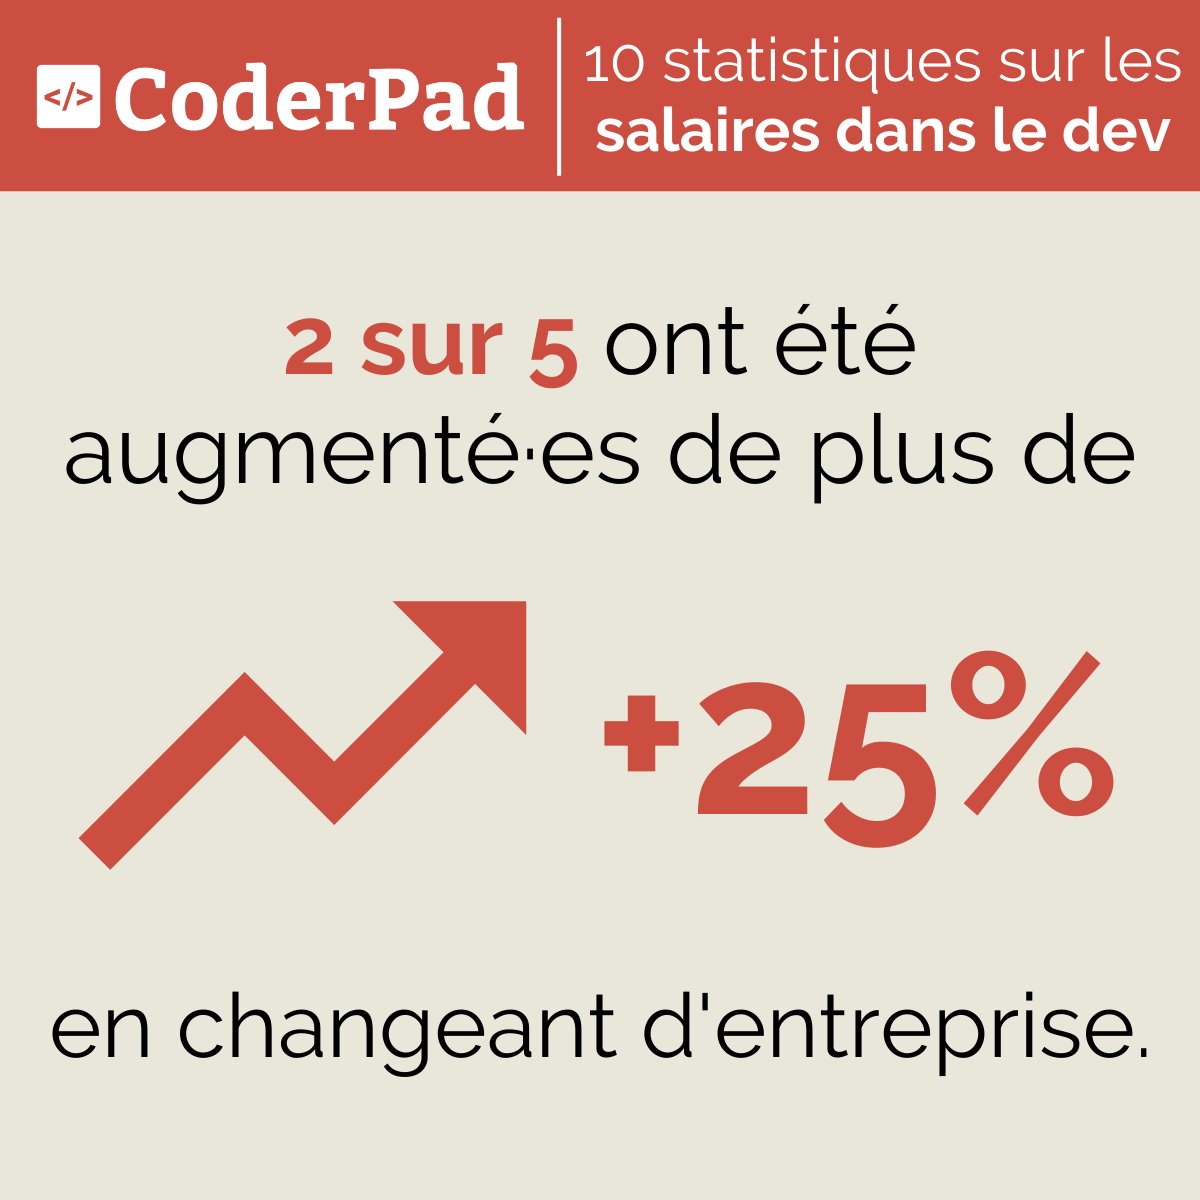 </> CoderPad
10 statistiques sur les
salaires dans le dev
2 sur 5 ont été
augmenté·es de plus de
+25%
en changeant d'entreprise.